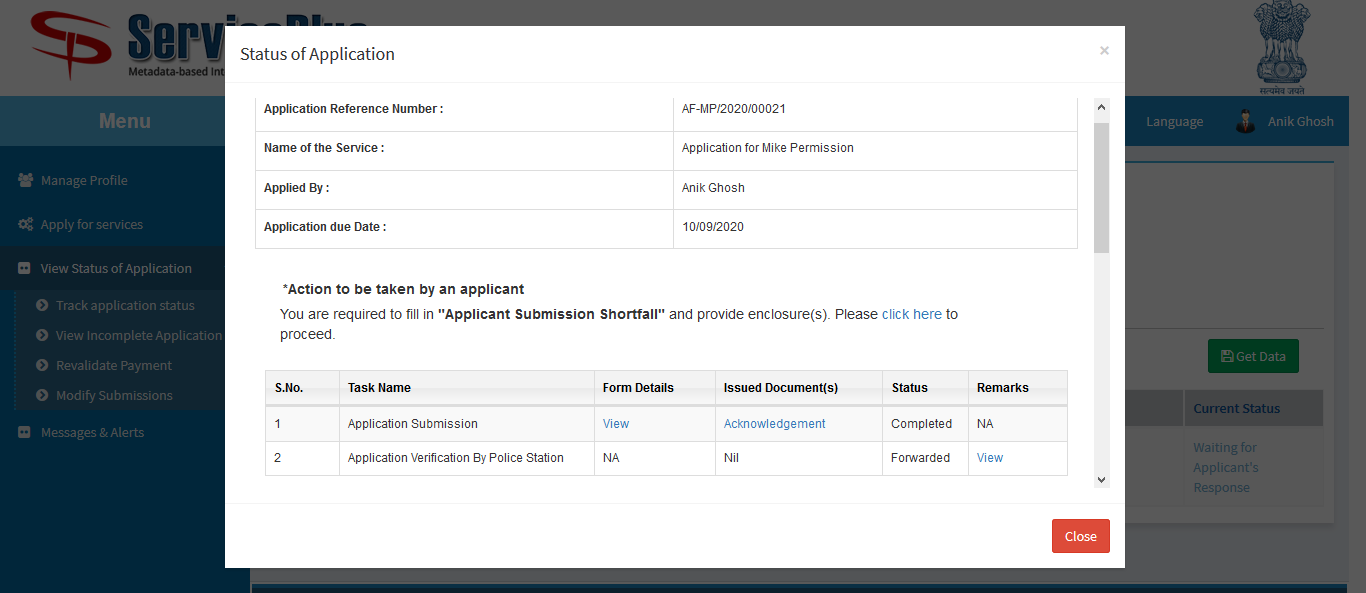 Metadata-based Int
सत्यमेव जयते
Menu
Language
Anik Ghosh
Manage Profile
Apply for services
View Status of Application
Track application status
View Incomplete Application
Revalidate Payment
Modify Submissions
Messages & Alerts
Status of Application
×
Application Reference Number : AF-MP/2020/00021
Name of the Service : Application for Mike Permission
Applied By : Anik Ghosh
Application due Date : 10/09/2020
*Action to be taken by an applicant
You are required to fill in "Applicant Submission Shortfall" and provide enclosure(s). Please click here to
proceed.
S.No. Task Name Form Details Issued Document(s) Status Remarks
1 Application Submission View Acknowledgement Completed NA
2 Application Verification By Police Station NA Nil Forwarded View
Close
Get Data
Current Status
Waiting for
Applicant's
Response